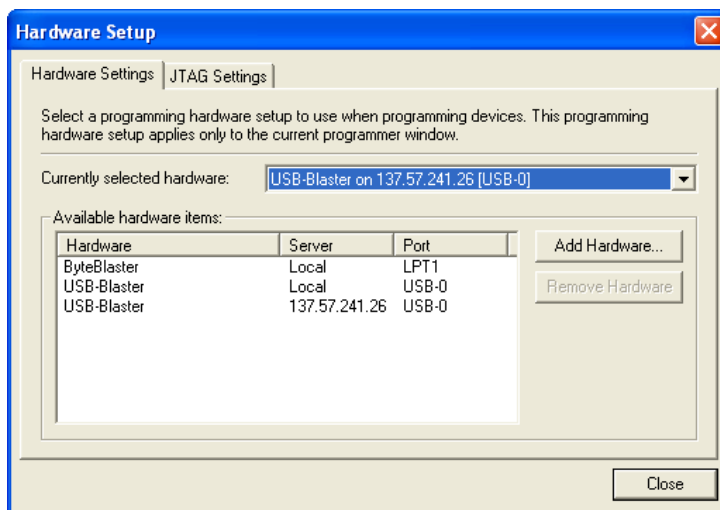 Hardware Setup
Hardware Settings JTAG Settings
Select a programming hardware setup to use when programming devices. This programming
hardware setup applies only to the current programmer window.
Currently selected hardware: USB-Blaster on 137.57.241.26 [USB-0]
Available hardware items:
Hardware Server Port
ByteBlaster Local LPT1
USB-Blaster Local USB-0
USB-Blaster 137.57.241.26 USB-0
Add Hardware...
Remove Hardware
Close